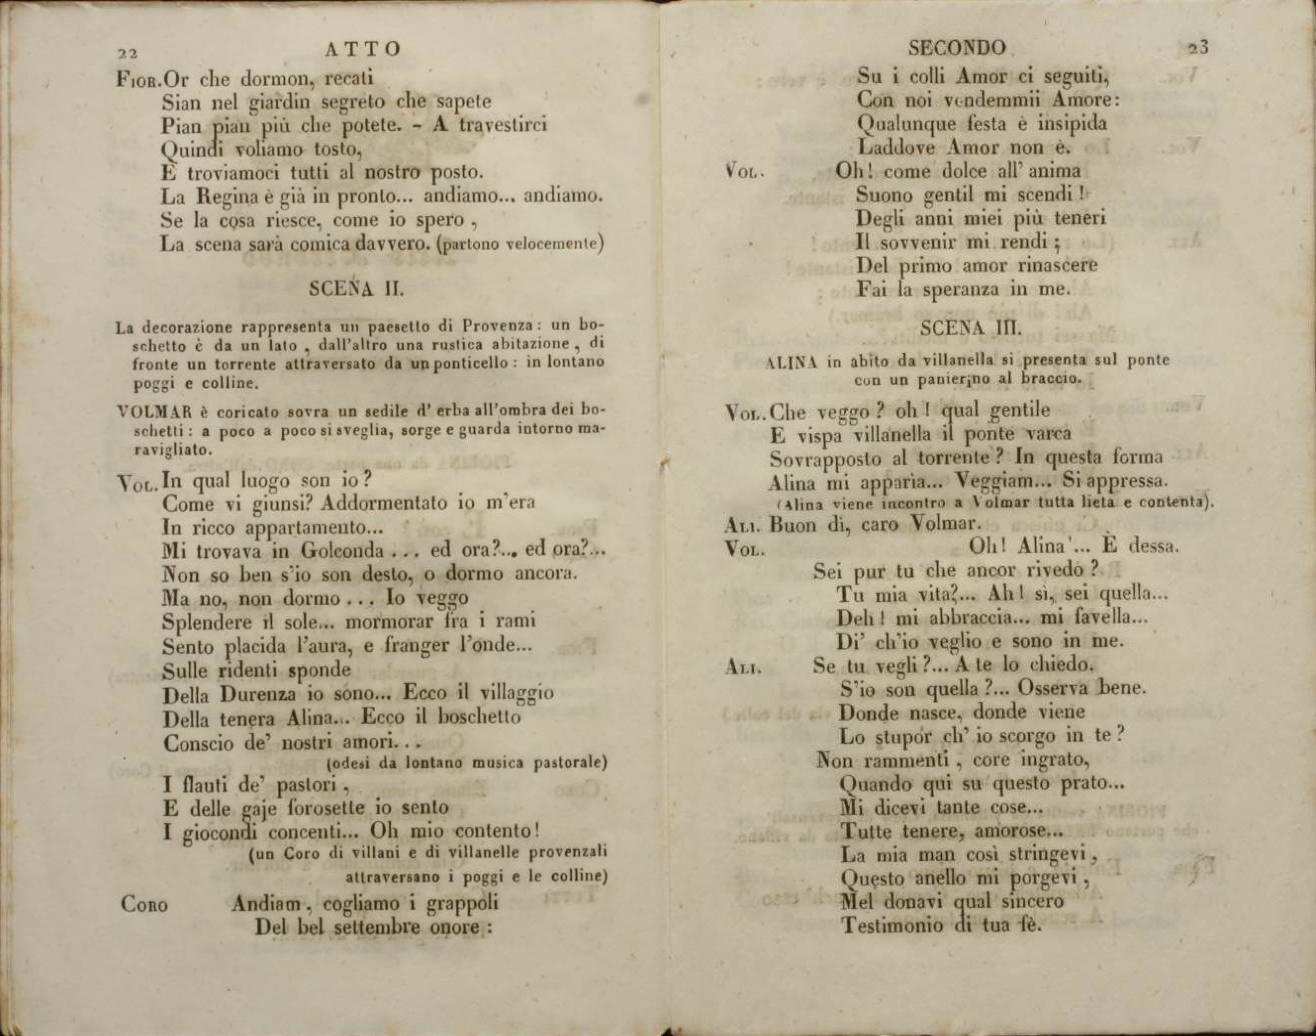 22 ATTO
FIOR. Or che dormon, recati
Sian nel giardin segreto che sapete
Pian pian più che potete. – A travestirci
Quindi voliamo tosto,
E troviamoci tutti al nostro posto.
La Regina è già in pronto... andiamo... andiamo.
Se la cosa riesce, come io spero,
La scena sarà comica davvero. (partono velocemente)
SCENA II.
La decorazione rappresenta un paesetto di Provenza: un bo-
schetto è da un lato, dall'altro una rustica abitazione, di
fronte un torrente attraversato da un ponticello: in lontano
poggi e colline.
VOLMAR è coricato sovra un sedile d' erba all'ombra dei bo-
schetti: a poco a poco si sveglia, sorge e guarda intorno ma-
ravigliato.
VOL. In qual luogo son io?
Come vi giunsi? Addormentato io m'era
In ricco appartamento...
Mi trovava in Golconda ... ed ora?... ed ora?...
Non so ben s'io son desto, o dormo ancora.
Ma no, non dormo ... Io veggo
Splendere il sole... mormorar fra i rami
Sento placida l'aura, e franger l'onde...
Sulle ridenti sponde
Della Durenza io sono... Ecco il villaggio
Della tenera Alina... Ecco il boschetto
Conscio de' nostri amori...
(odesi da lontano musica pastorale)
I flauti de' pastori,
E delle gaje forosette io sento
I giocondi concenti... Oh mio contento!
(un Coro di villani e di villanelle provenzali
attraversano i poggi e le colline)
CORO Andiam, cogliamo i grappoli
Del bel settembre onore:
SECONDO 23
Su i colli Amor ci seguiti,
Con noi vendemmii Amore:
Qualunque festa è insipida
Laddove Amor non è.
VOL. Oh! come dolce all' anima
Suono gentil mi scendi!
Degli anni miei più teneri
Il sovvenir mi rendi;
Del primo amor rinascere
Fai la speranza in me.
SCENA III.
ALINA in abito da villanella si presenta sul ponte
con un panierino al braccio.
VOL. Che veggo? oh! qual gentile
E vispa villanella il ponte varca
Sovrapposto al torrente? In questa forma
Alina mi apparia... Veggiam... Si appressa.
(Alina viene incontro a Volmar tutta lieta e contenta).
ALI. Buon dì, caro Volmar.
VOL. Oh! Alina!... È dessa.
Sei pur tu che ancor rivedo?
Tu mia vita?... Ah! sì, sei quella...
Deh! mi abbraccia... mi favella...
Di' ch'io veglio e sono in me.
ALI. Se tu vegli?... A te lo chiedo.
S'io son quella?... Osserva bene.
Donde nasce, donde viene
Lo stupor ch' io scorgo in te?
Non rammenti, core ingrato,
Quando qui su questo prato...
Mi dicevi tante cose...
Tutte tenere, amorose...
La mia man così stringevi,
Questo anello mi porgevi,
Mel donavi qual sincero
Testimonio di tua fè.